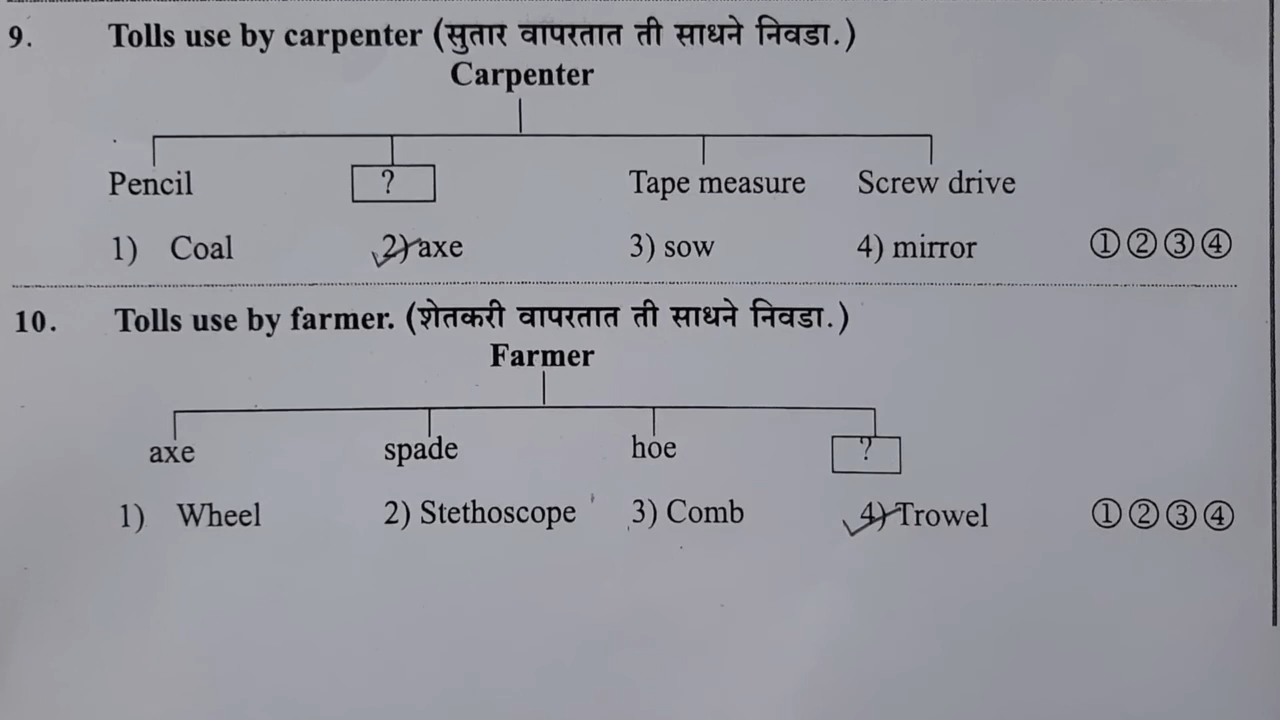 9. Tolls use by carpenter (सुतार वापरतात ती साधने निवडा.)
Carpenter
Pencil ? Tape measure Screw drive
1) Coal 2) axe 3) sow 4) mirror ① ② ③ ④
10. Tolls use by farmer. (शेतकरी वापरतात ती साधने निवडा.)
Farmer
axe spade hoe ?
1) Wheel 2) Stethoscope 3) Comb 4) Trowel ① ② ③ ④